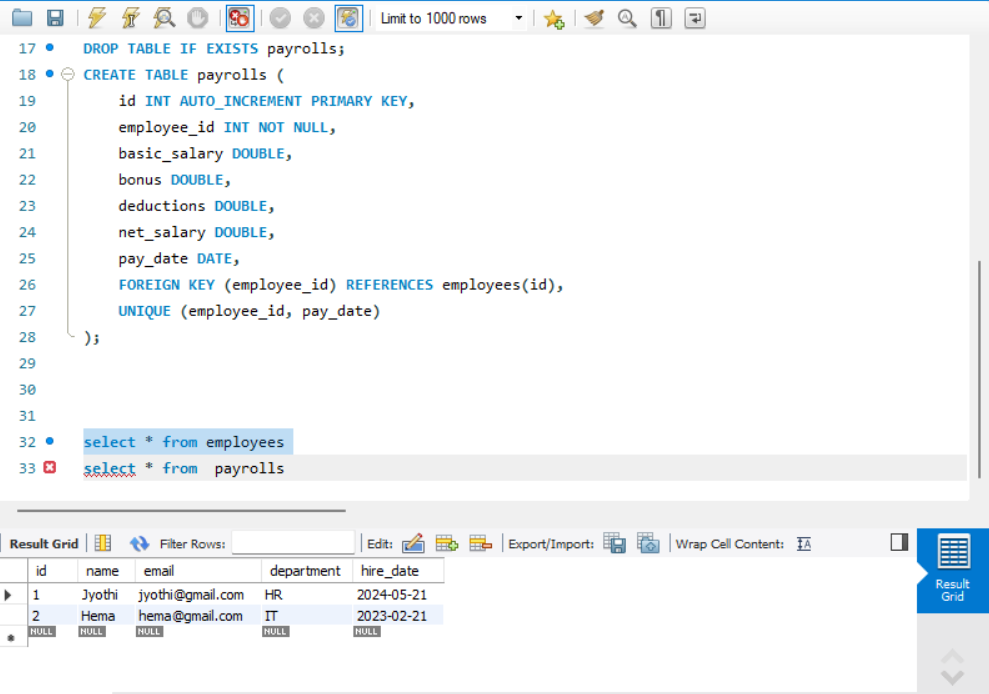 Limit to 1000 rows
17 DROP TABLE IF EXISTS payrolls;
18 CREATE TABLE payrolls (
19 id INT AUTO_INCREMENT PRIMARY KEY,
20 employee_id INT NOT NULL,
21 basic_salary DOUBLE,
22 bonus DOUBLE,
23 deductions DOUBLE,
24 net_salary DOUBLE,
25 pay_date DATE,
26 FOREIGN KEY (employee_id) REFERENCES employees(id),
27 UNIQUE (employee_id, pay_date)
28 );
29
30
31
32 select * from employees
33 select * from  payrolls
Result Grid Filter Rows: Edit: Export/Import: Wrap Cell Content: IA
id name email department hire_date
1 Jyothi jyothi@gmail.com HR 2024-05-21
2 Hema hema@gmail.com IT 2023-02-21
NULL NULL NULL NULL NULL
Result
Grid